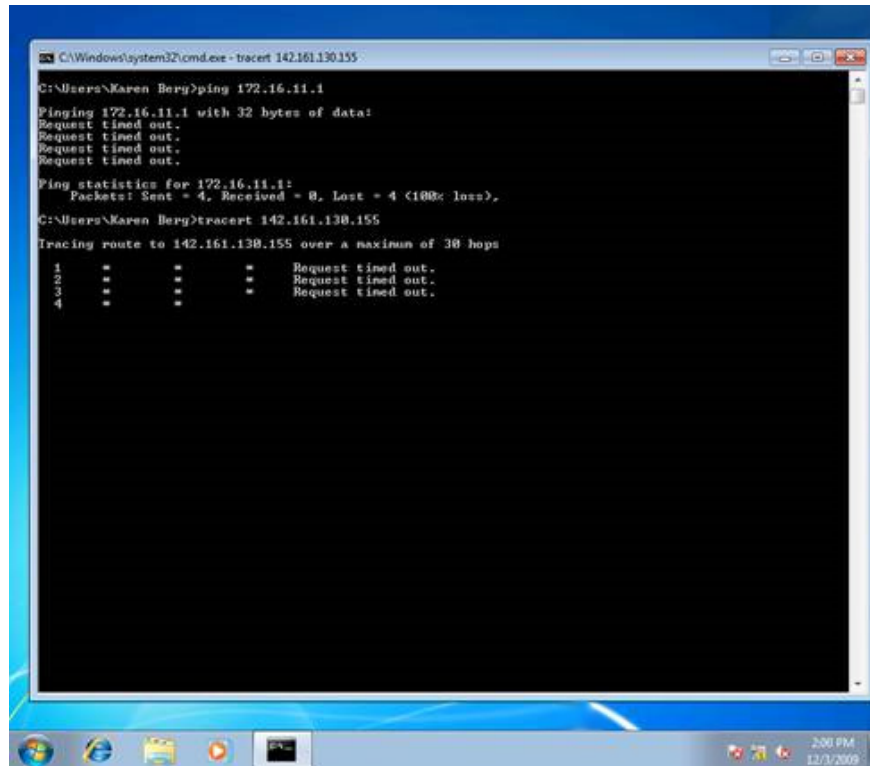 C:\Windows\system32\cmd.exe - tracert 142.161.130.155
C:\Users\Karen Berg>ping 172.16.11.1
Pinging 172.16.11.1 with 32 bytes of data:
Request timed out.
Request timed out.
Request timed out.
Request timed out.
Ping statistics for 172.16.11.1:
Packets: Sent = 4, Received = 0, Lost = 4 (100% loss),
C:\Users\Karen Berg>tracert 142.161.130.155
Tracing route to 142.161.130.155 over a maximum of 30 hops
1 * * * Request timed out.
2 * * * Request timed out.
3 * * * Request timed out.
4 * *
2:00 PM
12/3/2009